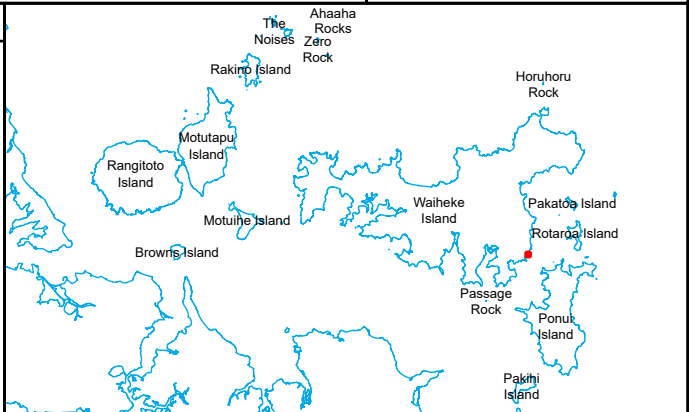 The
Noises
Ahaaha
Rocks
Zero
Rock
Rakino Island
Horuhoru
Rock
Motutapu
Island
Rangitoto
Island
Waiheke
Island
Pakatoa Island
Motuihe Island
Rotaroa Island
Browns Island
Passage
Rock
Ponui
Island
Pakihi
Island